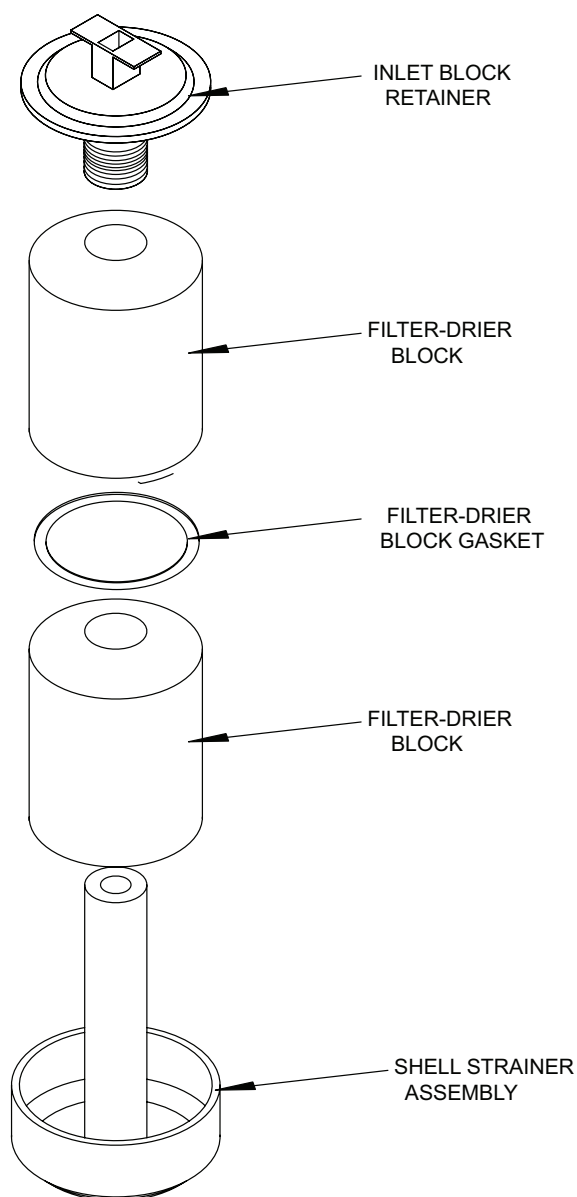 INLET BLOCK
RETAINER
FILTER-DRIER
BLOCK
FILTER-DRIER
BLOCK GASKET
FILTER-DRIER
BLOCK
SHELL STRAINER
ASSEMBLY